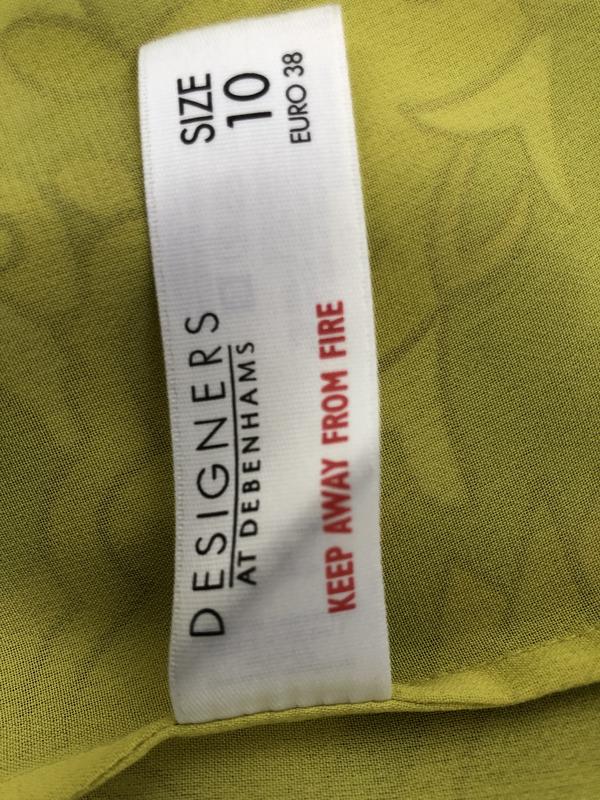 DESIGNERS
AT DEBENHAMS
KEEP AWAY FROM FIRE
SIZE
10
EURO 38